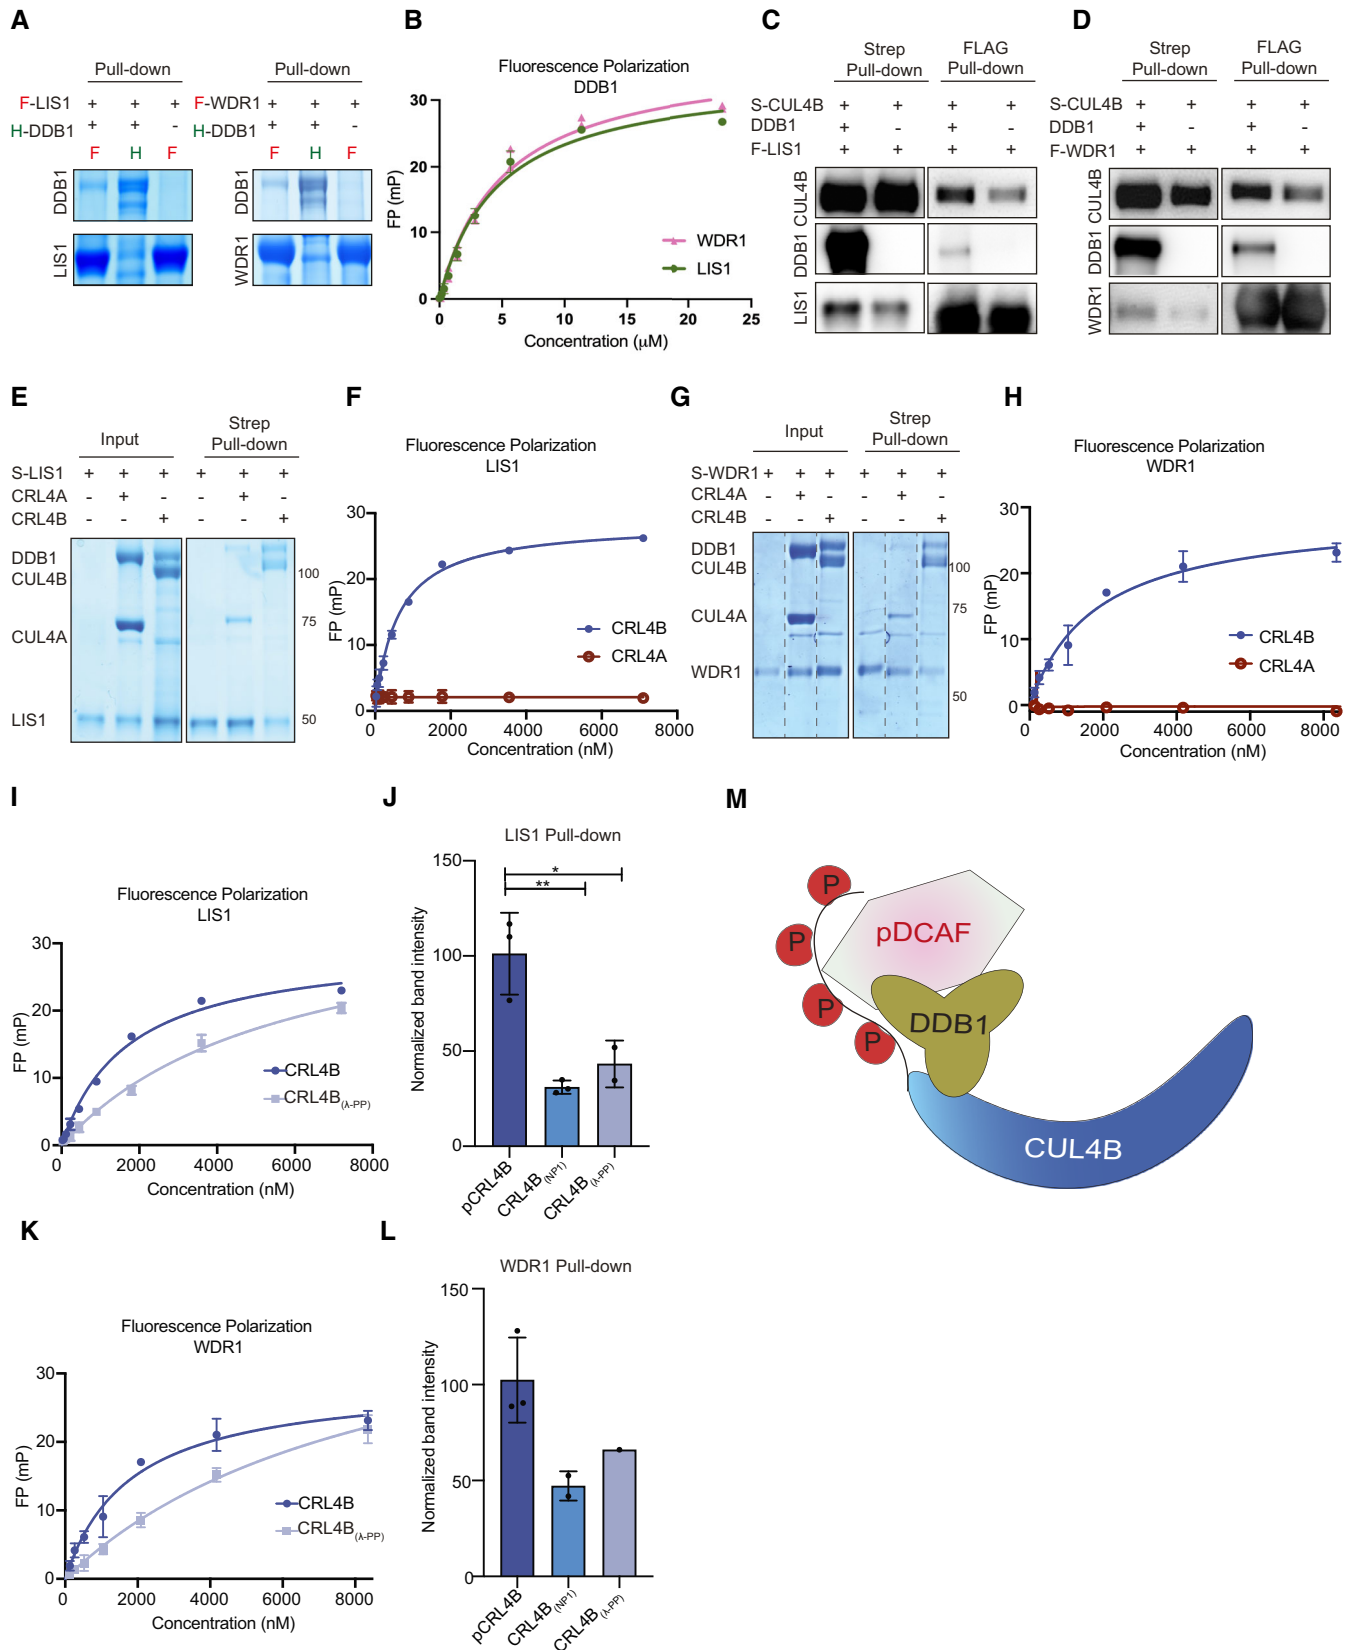 A
Pull-down
F-LIS1 + + +
H-DDB1 + + -
F H F
DDB1
LIS1
Pull-down
F-WDR1 + + +
H-DDB1 + + -
F H F
DDB1
WDR1
B
Fluorescence Polarization
DDB1
FP (mP)
30
20
10
0
0 5 10 15 20 25
Concentration (μM)
WDR1
LIS1
C
Strep
Pull-down
FLAG
Pull-down
S-CUL4B + + + +
DDB1 + - + -
F-LIS1 + + + +
CUL4B
DDB1
LIS1
D
Strep
Pull-down
FLAG
Pull-down
S-CUL4B + + + +
DDB1 + - + -
F-WDR1 + + + +
CUL4B
DDB1
WDR1
E
Input
Strep
Pull-down
S-LIS1 + + + + + +
CRL4A - + - - + -
CRL4B - - + - - +
DDB1
CUL4B
CUL4A
LIS1
100
75
50
F
Fluorescence Polarization
LIS1
FP (mP)
30
20
10
0
0 2000 4000 6000 8000
Concentration (nM)
CRL4B
CRL4A
G
Input
Strep
Pull-down
S-WDR1 + + + + + +
CRL4A - + - - + -
CRL4B - - + - - +
DDB1
CUL4B
CUL4A
WDR1
100
75
50
H
Fluorescence Polarization
WDR1
FP (mP)
30
20
10
0
0 2000 4000 6000 8000
Concentration (nM)
CRL4B
CRL4A
I
Fluorescence Polarization
LIS1
FP (mP)
30
20
10
0
0 2000 4000 6000 8000
Concentration (nM)
CRL4B
CRL4B(λ-PP)
J
LIS1 Pull-down
Normalized band intensity
150
100
50
0
*
**
pCRL4B
CRL4B(NP1)
CRL4B(λ-PP)
M
P
P
P
P
pDCAF
DDB1
CUL4B
K
Fluorescence Polarization
WDR1
FP (mP)
30
20
10
0
0 2000 4000 6000 8000
Concentration (nM)
CRL4B
CRL4B(λ-PP)
L
WDR1 Pull-down
Normalized band intensity
150
100
50
0
pCRL4B
CRL4B(NP1)
CRL4B(λ-PP)